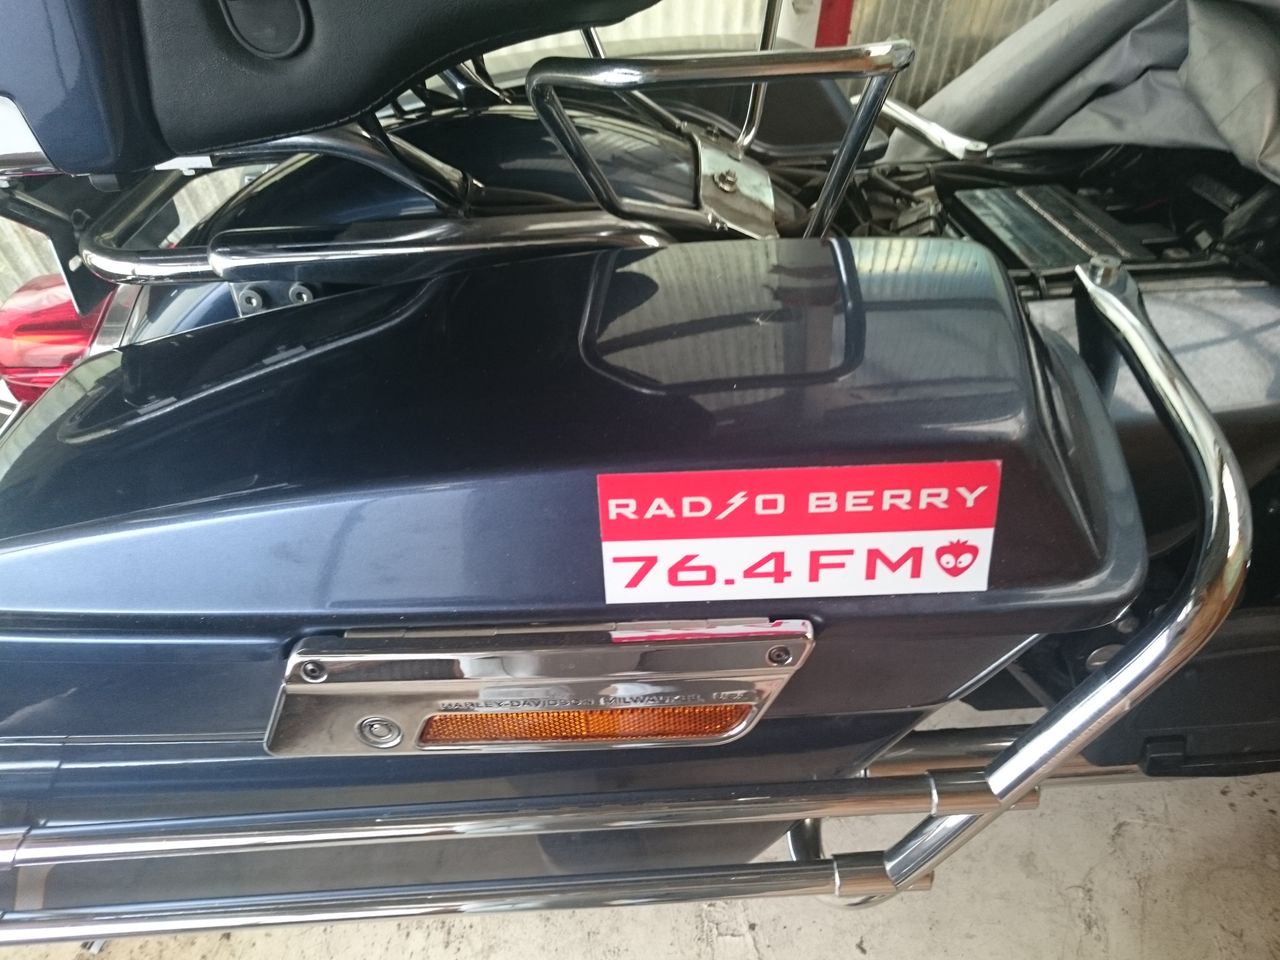 RADIO BERRY
76.4FM
HARLEY-DAVIDSON MILWAUKEE, USA